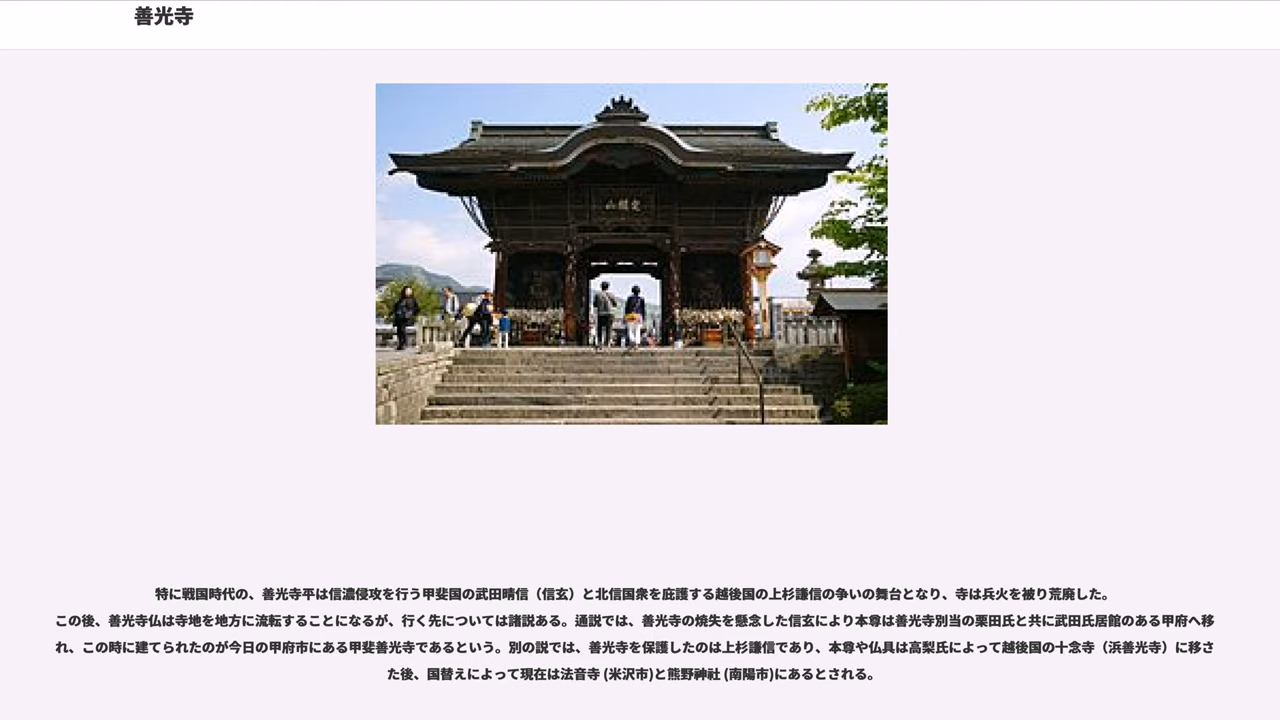 善光寺
山額定
特に戦国時代の、善光寺平は信濃侵攻を行う甲斐国の武田晴信（信玄）と北信国衆を庇護する越後国の上杉謙信の争いの舞台となり、寺は兵火を被り荒廃した。
この後、善光寺仏は寺地を地方に流転することになるが、行く先については諸説ある。通説では、善光寺の焼失を懸念した信玄により本尊は善光寺別当の栗田氏と共に武田氏居館のある甲府へ移
れ、この時に建てられたのが今日の甲府市にある甲斐善光寺であるという。別の説では、善光寺を保護したのは上杉謙信であり、本尊や仏具は高梨氏によって越後国の十念寺（浜善光寺）に移さ
た後、国替えによって現在は法音寺 (米沢市)と熊野神社 (南陽市)にあるとされる。